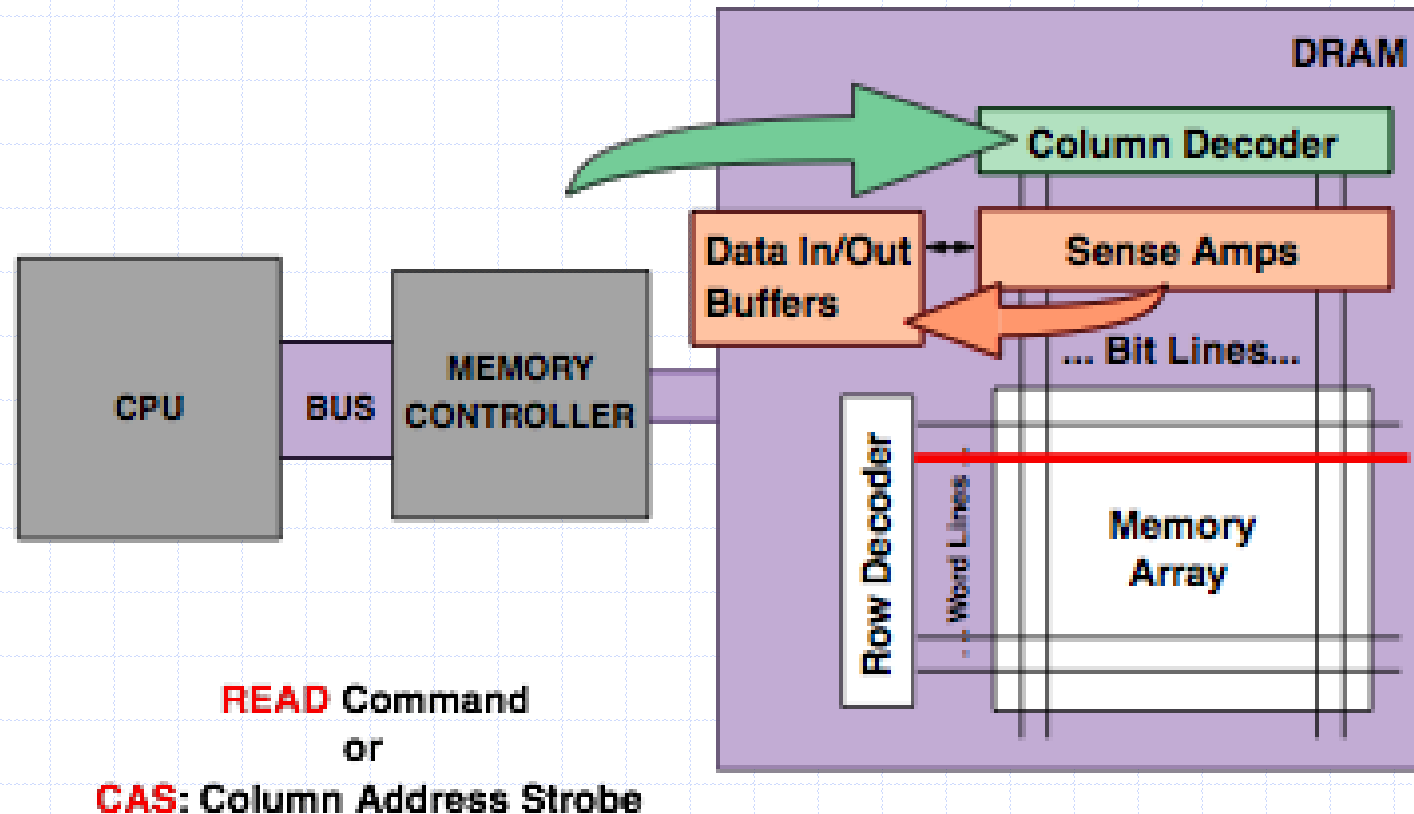 DRAM
Column Decoder
Data In/Out
Buffers
Sense Amps
... Bit Lines...
CPU
BUS
MEMORY
CONTROLLER
Row Decoder
. . . Word Lines . . .
Memory
Array
READ Command
or
CAS: Column Address Strobe